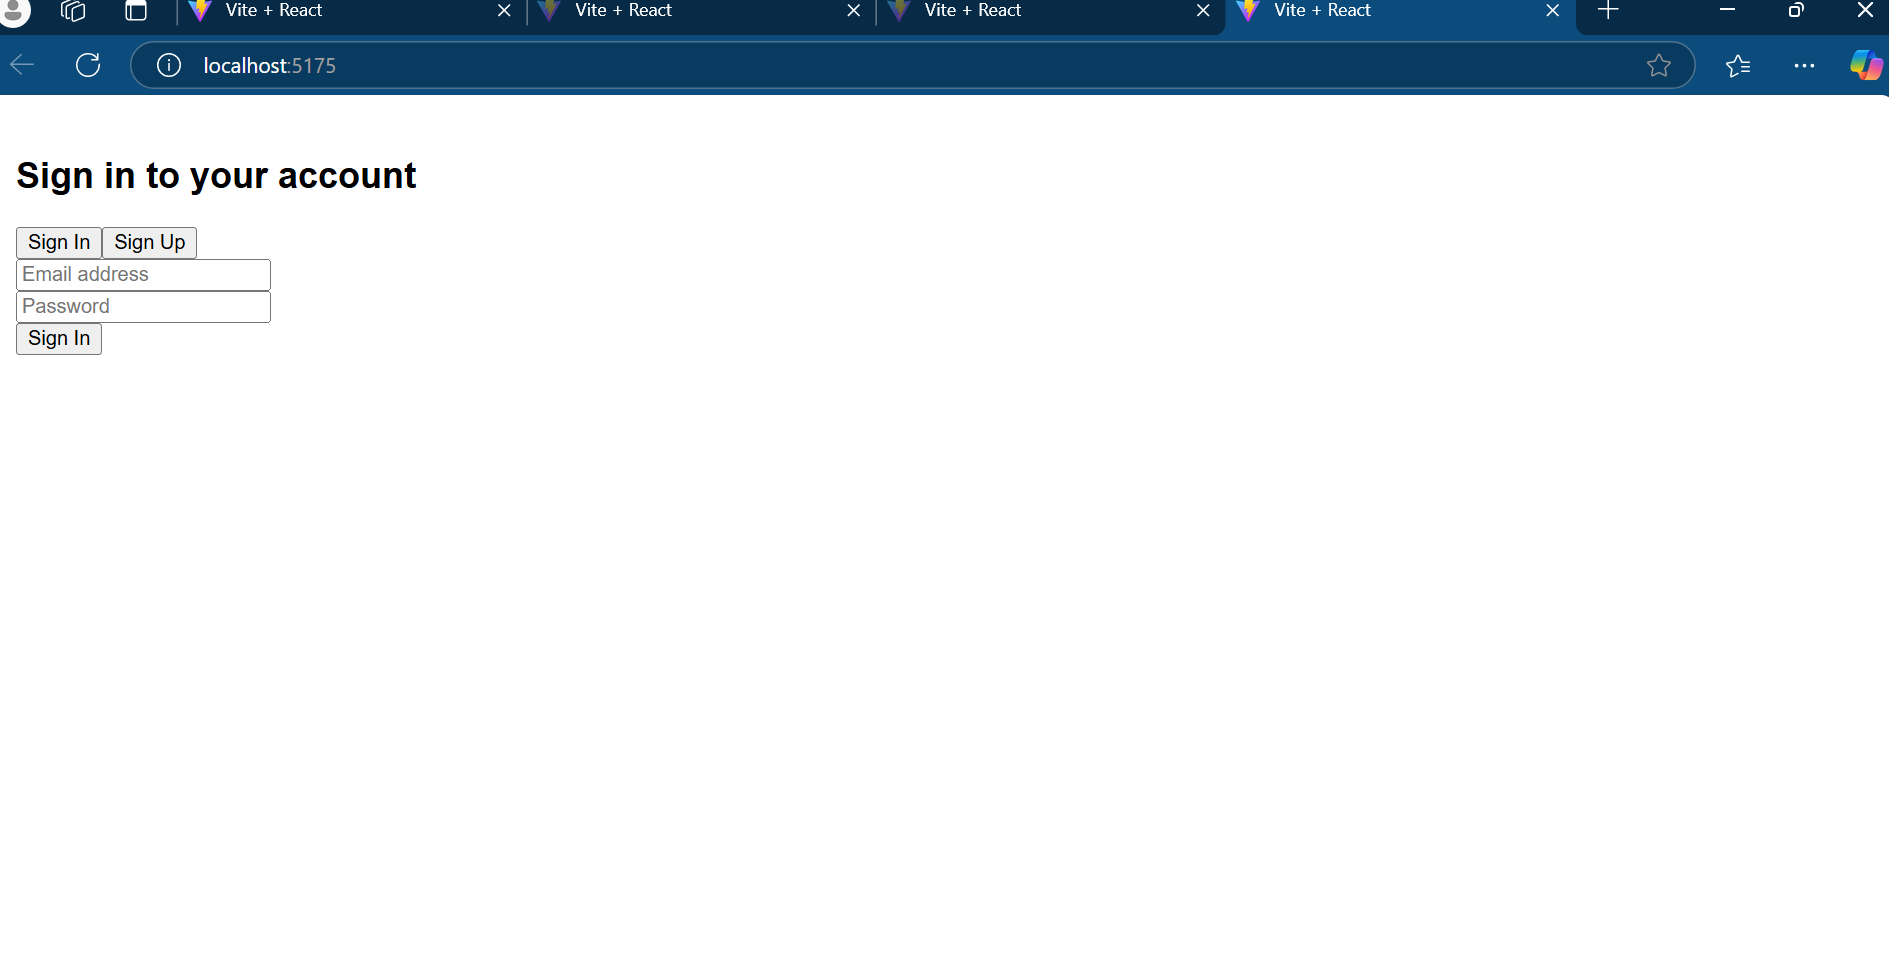 Vite + React Vite + React Vite + React Vite + React
localhost:5175
Sign in to your account
Sign In Sign Up
Email address
Password
Sign In